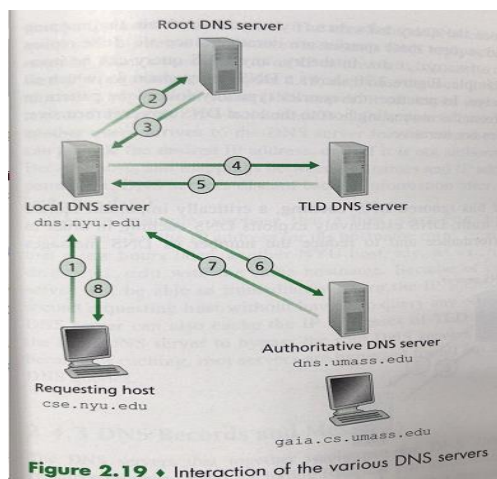 Root DNS server
2
3
4
5
Local DNS server
dns.nyu.edu
TLD DNS server
1
8
7
6
Requesting host
cse.nyu.edu
Authoritative DNS server
dns.umass.edu
gaia.cs.umass.edu
Figure 2.19 ♦ Interaction of the various DNS servers